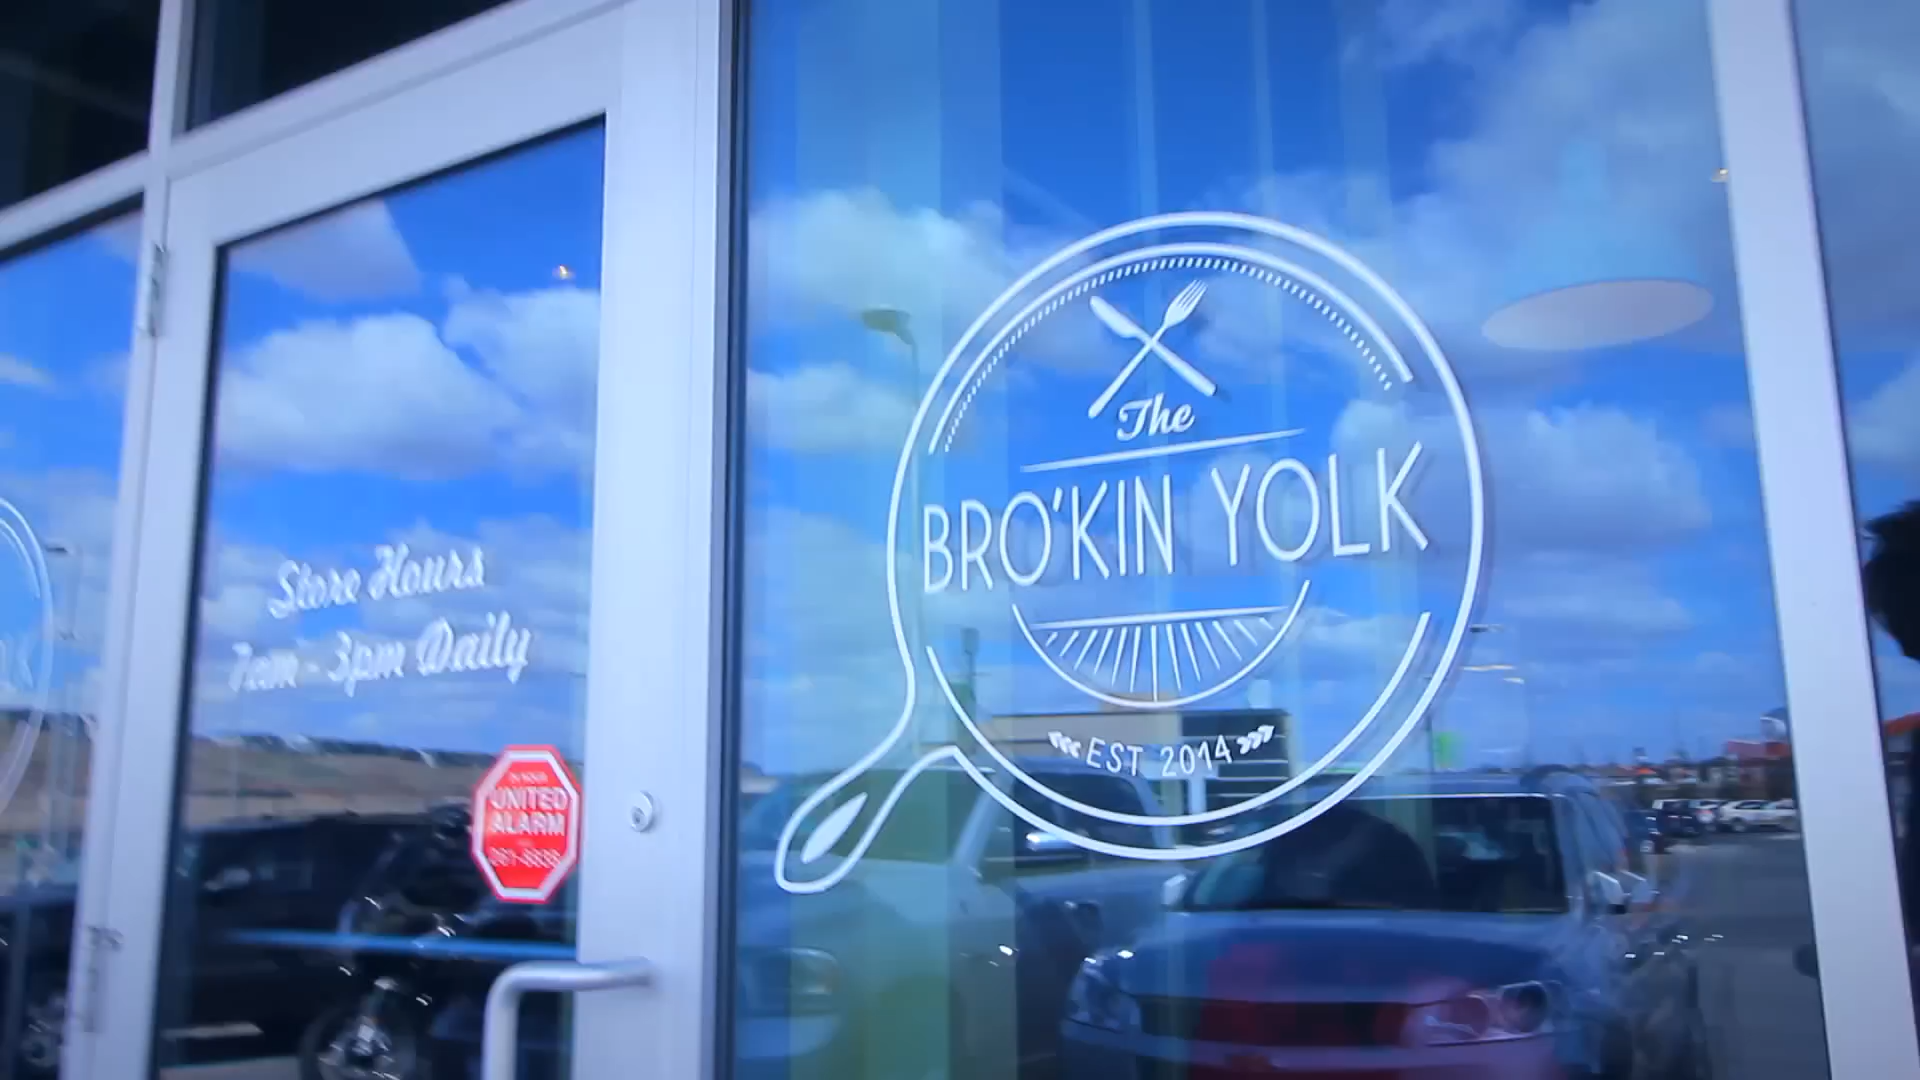 Store Hours
7am - 3pm Daily
UNITED
ALARM
The
BRO'KIN YOLK
EST 2014